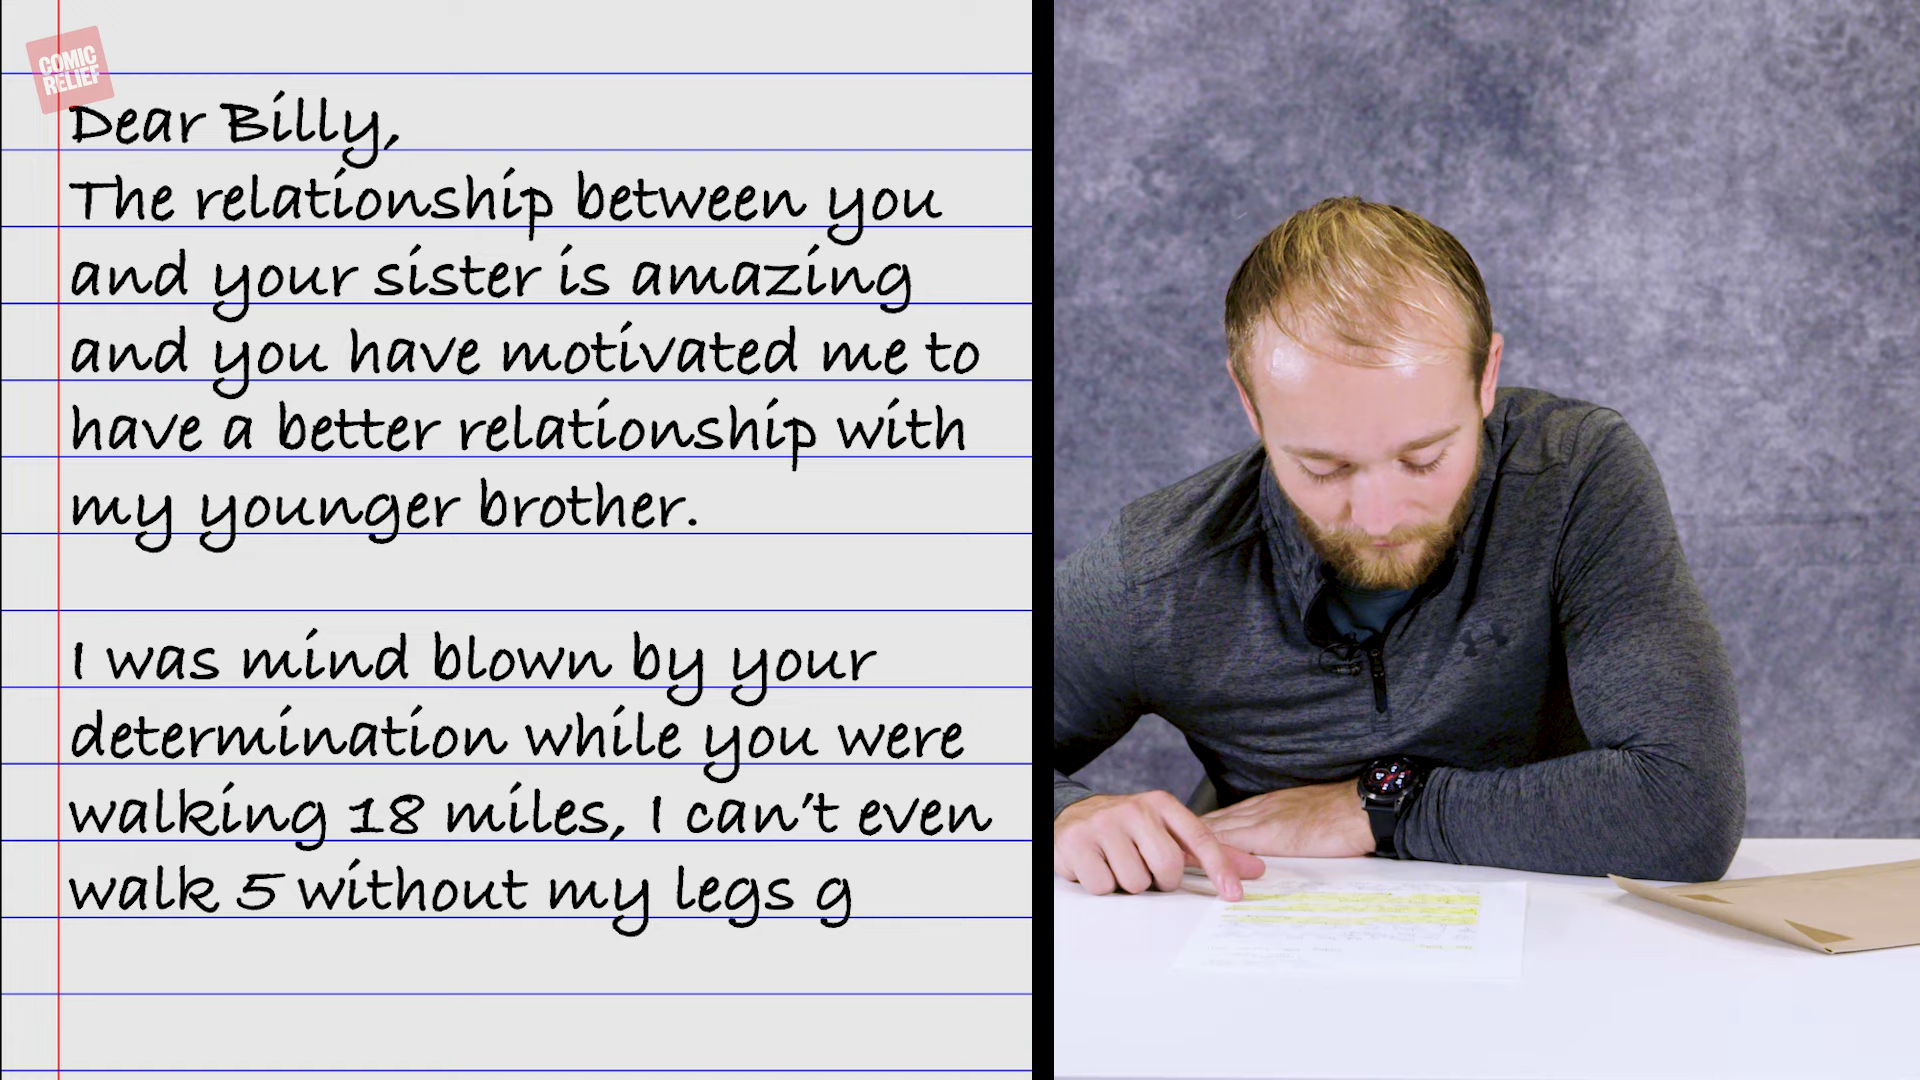 COMIC
RELIEF
Dear Billy,
The relationship between you
and your sister is amazing
and you have motivated me to
have a better relationship with
my younger brother.
I was mind blown by your
determination while you were
walking 18 miles, I can't even
walk 5 without my legs g